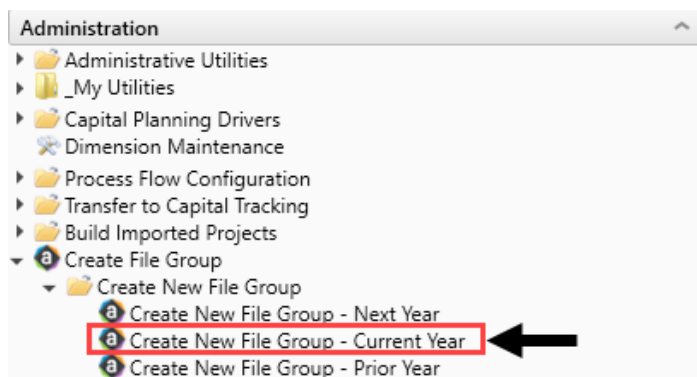 Administration
Administrative Utilities
_My Utilities
Capital Planning Drivers
Dimension Maintenance
Process Flow Configuration
Transfer to Capital Tracking
Build Imported Projects
Create File Group
Create New File Group
Create New File Group - Next Year
Create New File Group - Current Year
Create New File Group - Prior Year